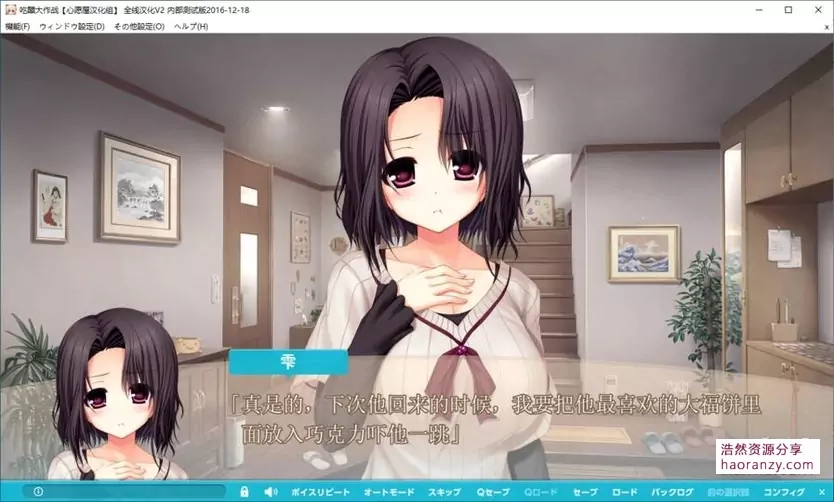 吃醋大作战【心愿屋汉化组】 全线汉化V2 内部测试版2016-12-18
機能(F) ウィンドウ設定(D) その他設定(O) ヘルプ(H)
雫
「真是的，下次他回来的时候，我要把他最喜欢的大福饼里
面放入巧克力吓他一跳」
浩然资源分享
haoranzy.com
ボイスリピート オートモード スキップ Qセーブ Qロード セーブ ロード バックログ 前の選択肢 コンフィグ